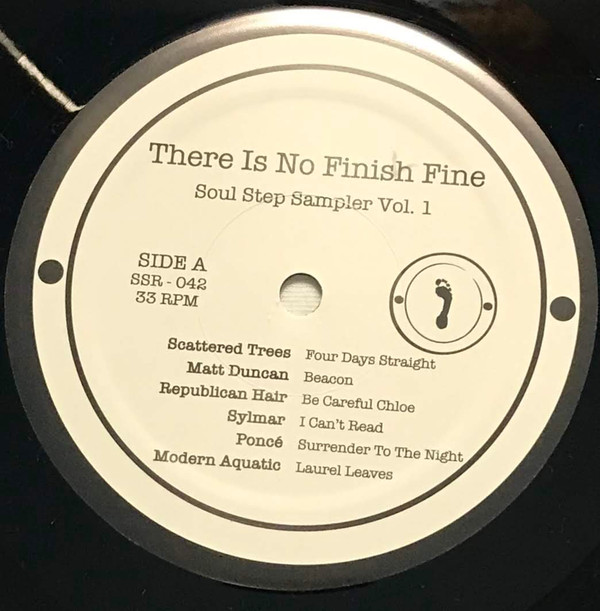 There Is No Finish Fine
Soul Step Sampler Vol. 1
SIDE A
SSR - 042
33 RPM
Scattered Trees Four Days Straight
Matt Duncan Beacon
Republican Hair Be Careful Chloe
Sylmar I Can't Read
Poncé Surrender To The Night
Modern Aquatic Laurel Leaves